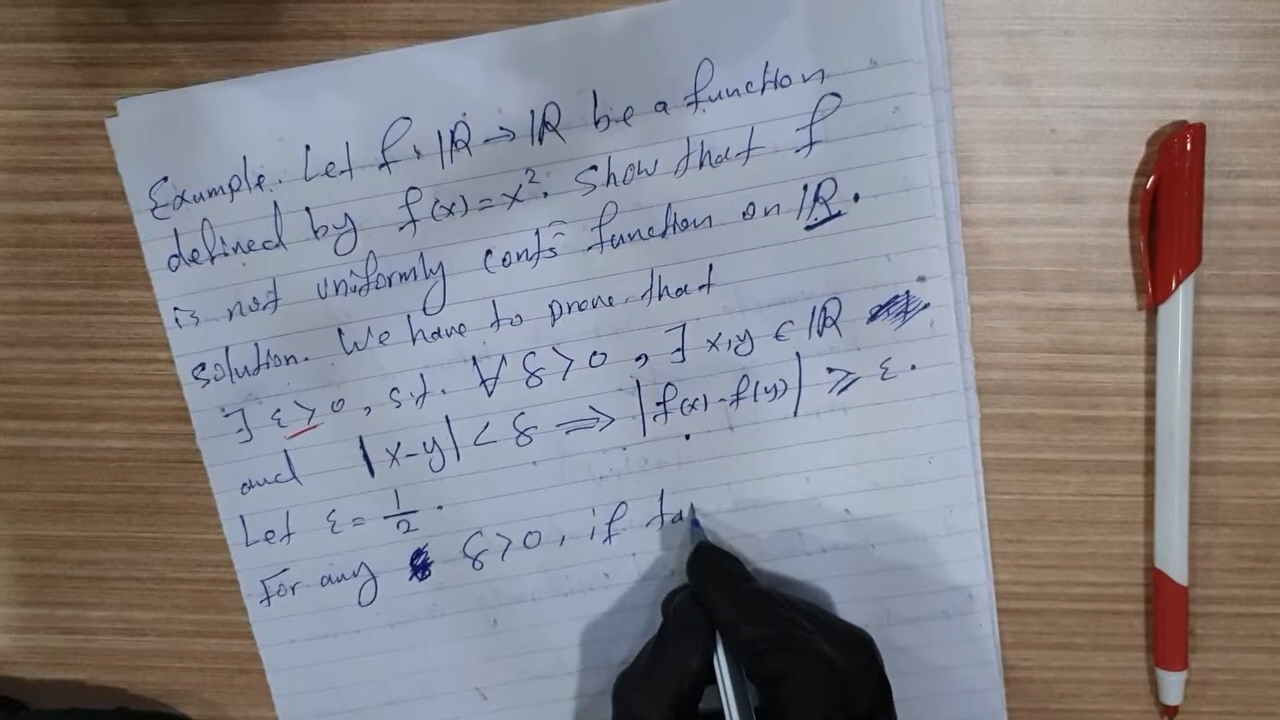 Example. Let f: ℝ → ℝ be a function
defined by f(x) = x². Show that f
is not uniformly conts function on ℝ.
solution. We have to prove that
∃ ε > 0, s.t. ∀ δ > 0, ∃ x, y ∈ ℝ
and |x-y| < δ ⟹ |f(x) - f(y)| ≥ ε.
Let ε = 1/2.
For any δ > 0, if ta